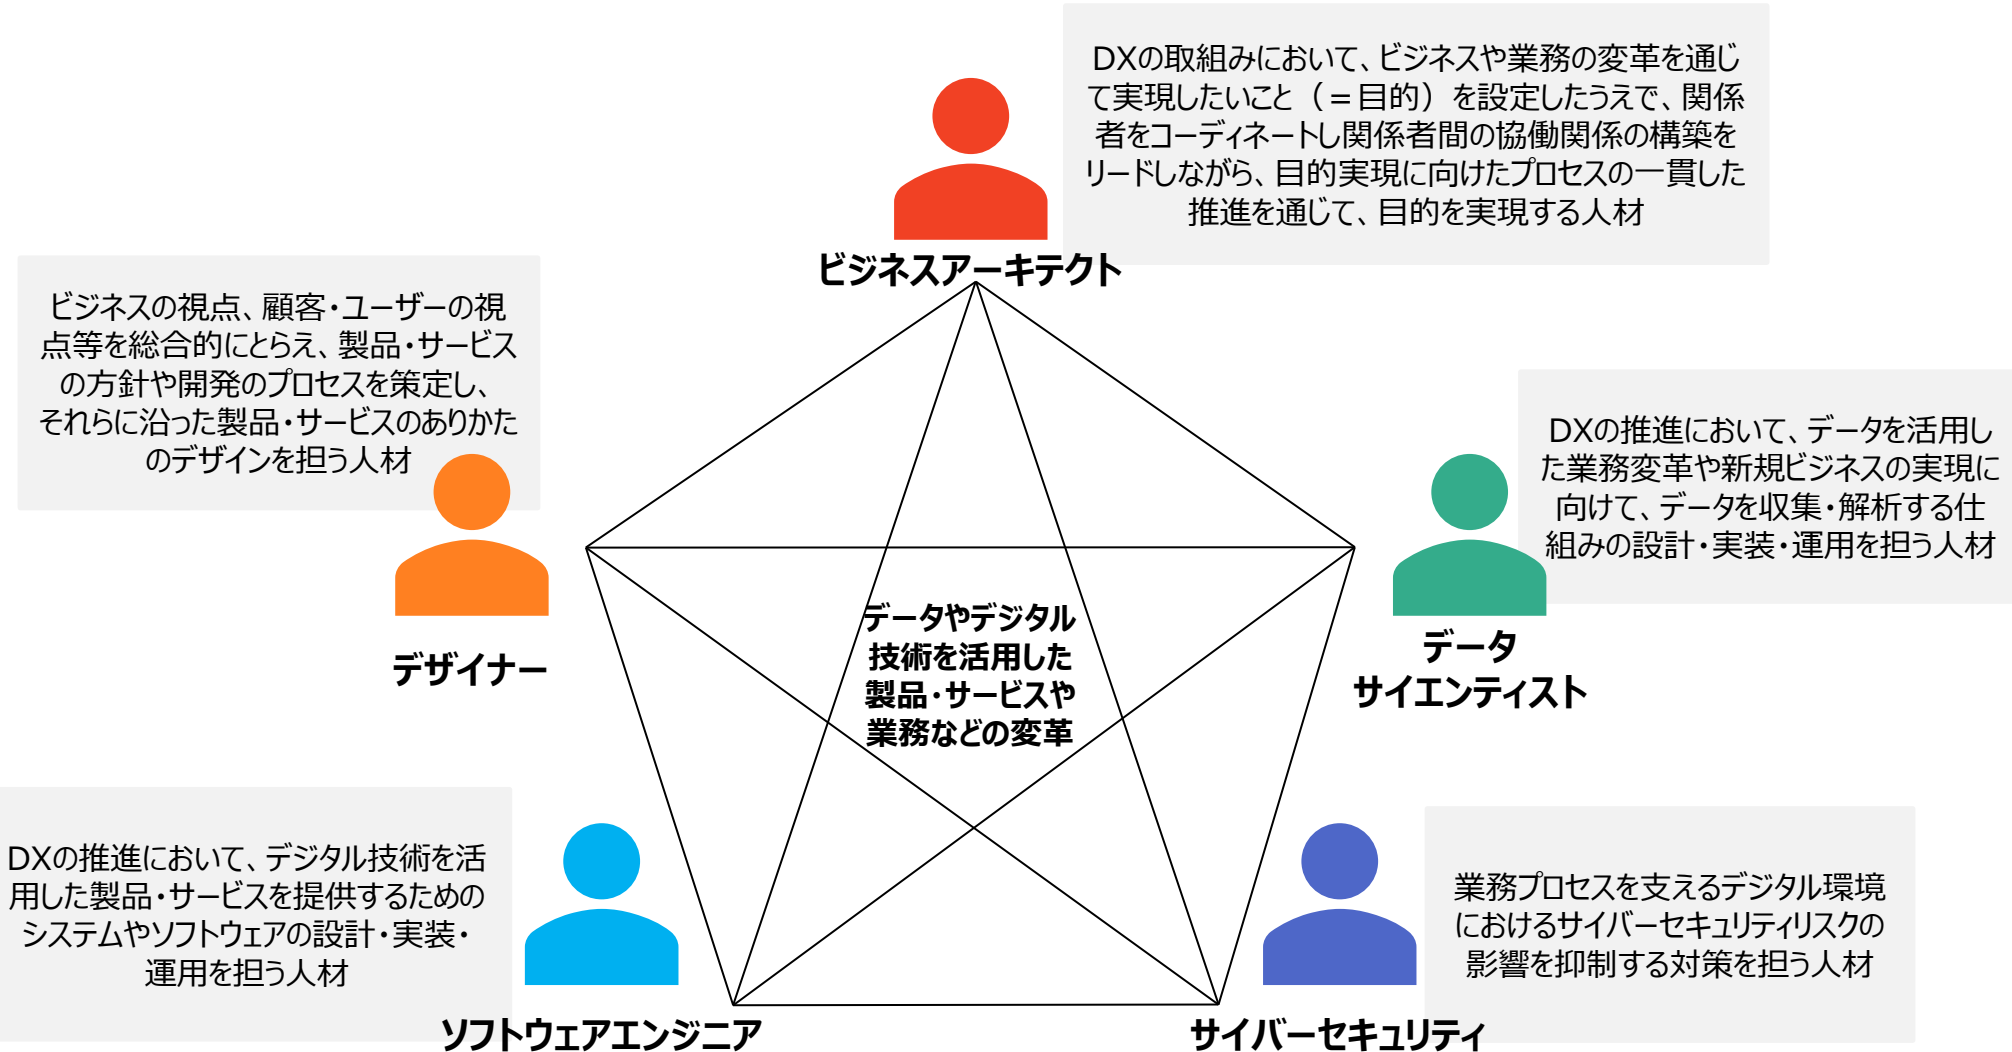 DXの取組みにおいて、ビジネスや業務の変革を通じ
て実現したいこと（＝目的）を設定したうえで、関係
者をコーディネートし関係者間の協働関係の構築を
リードしながら、目的実現に向けたプロセスの一貫した
推進を通じて、目的を実現する人材
ビジネスアーキテクト
ビジネスの視点、顧客・ユーザーの視
点等を総合的にとらえ、製品・サービス
の方針や開発のプロセスを策定し、
それらに沿った製品・サービスのありかた
のデザインを担う人材
デザイナー
DXの推進において、データを活用し
た業務変革や新規ビジネスの実現に
向けて、データを収集・解析する仕
組みの設計・実装・運用を担う人材
データ
サイエンティスト
データやデジタル
技術を活用した
製品・サービスや
業務などの変革
DXの推進において、デジタル技術を活
用した製品・サービスを提供するための
システムやソフトウェアの設計・実装・
運用を担う人材
ソフトウェアエンジニア
業務プロセスを支えるデジタル環境
におけるサイバーセキュリティリスクの
影響を抑制する対策を担う人材
サイバーセキュリティ